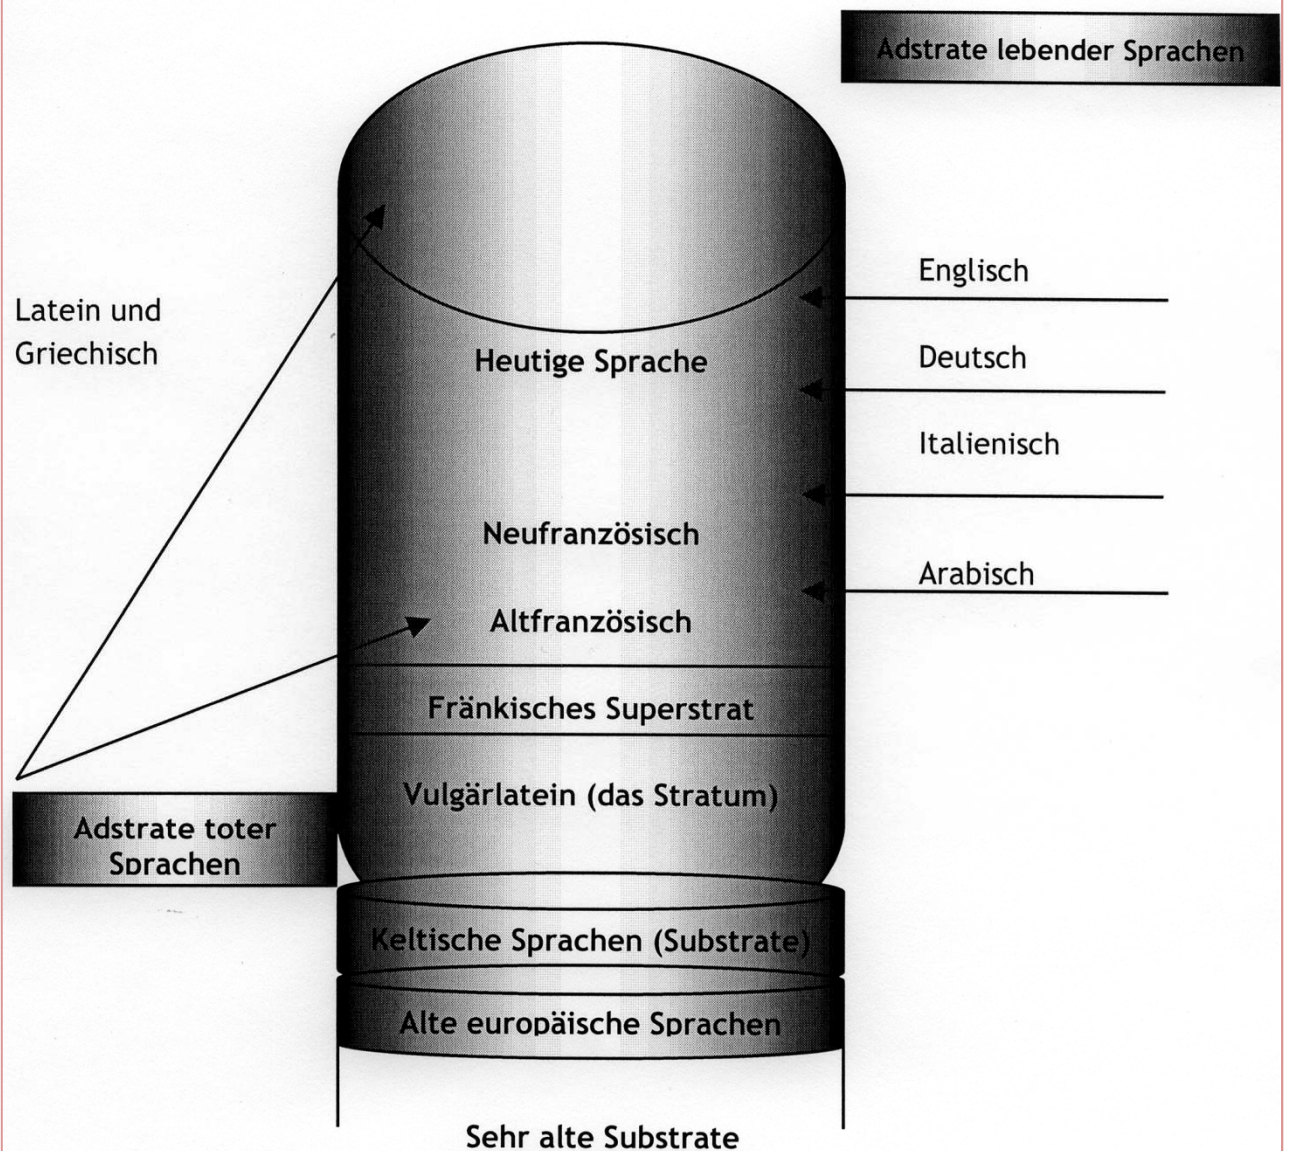 Adstrate lebender Sprachen
Englisch
Latein und
Griechisch
Deutsch
Heutige Sprache
Italienisch
Neufranzösisch
Arabisch
Altfranzösisch
Fränkisches Superstrat
Vulgärlatein (das Stratum)
Adstrate toter
Sprachen
Keltische Sprachen (Substrate)
Alte europäische Sprachen
Sehr alte Substrate